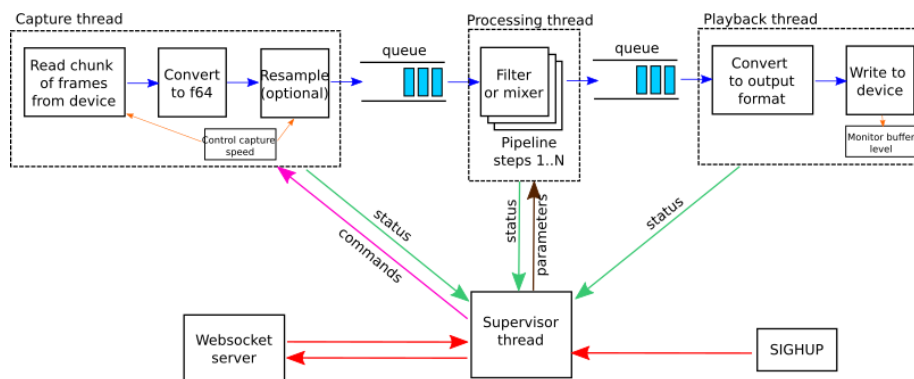 Capture thread
Read chunk
of frames
from device
Convert
to f64
Resample
(optional)
Control capture
speed
queue
Processing thread
Filter
or mixer
Pipeline
steps 1..N
queue
Playback thread
Convert
to output
format
Write to
device
Monitor buffer
level
status
commands
status
parameters
status
Websocket
server
Supervisor
thread
SIGHUP